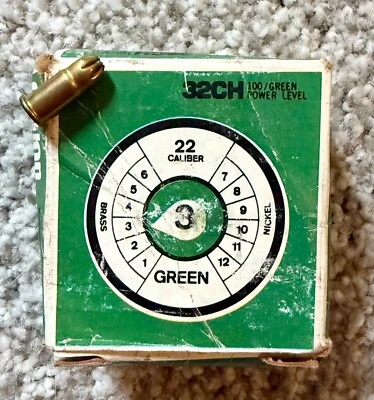 32CH 100/GREEN
POWER LEVEL
22
CALIBER
6 7
5 8
4 9
BRASS 3 3 10 NICKEL
2 11
1 12
GREEN